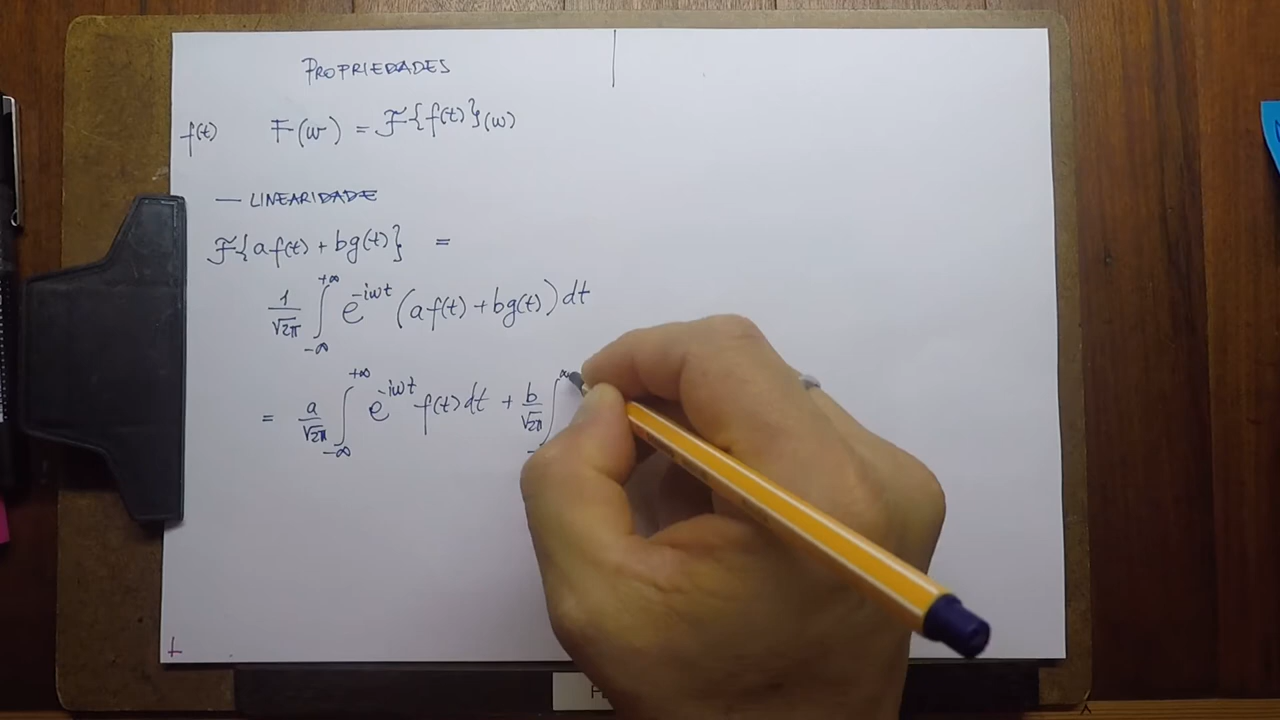 PROPRIEDADES
f(t) F(w) = ℱ{f(t)}(w)
— LINEARIDADE
ℱ{af(t) + bg(t)} =
1/√2π ∫_{-∞}^{+∞} e^{-iwt} (af(t) + bg(t)) dt
= a/√2π ∫_{-∞}^{+∞} e^{-iwt} f(t) dt + b/√2π ∫_{-}^{∞}